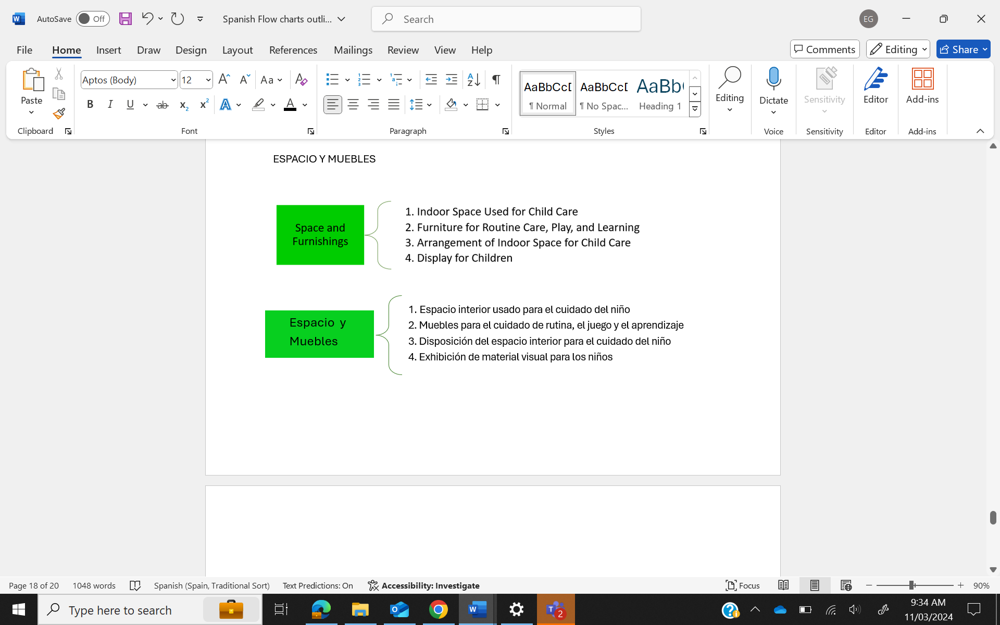 AutoSave Off Spanish Flow charts outli... Search EG
File Home Insert Draw Design Layout References Mailings Review View Help Comments Editing Share
Paste Aptos (Body) 12 Aa AaBbCcD AaBbCcD AaBb Editing Dictate Sensitivity Editor Add-ins
¶ Normal ¶ No Spac... Heading 1
Clipboard Font Paragraph Styles Voice Sensitivity Editor Add-ins
ESPACIO Y MUEBLES
Space and
Furnishings
1. Indoor Space Used for Child Care
2. Furniture for Routine Care, Play, and Learning
3. Arrangement of Indoor Space for Child Care
4. Display for Children
Espacio y
Muebles
1. Espacio interior usado para el cuidado del niño
2. Muebles para el cuidado de rutina, el juego y el aprendizaje
3. Disposición del espacio interior para el cuidado del niño
4. Exhibición de material visual para los niños
Page 18 of 20 1048 words Spanish (Spain, Traditional Sort) Text Predictions: On Accessibility: Investigate Focus 90%
Type here to search 2 9:34 AM
11/03/2024